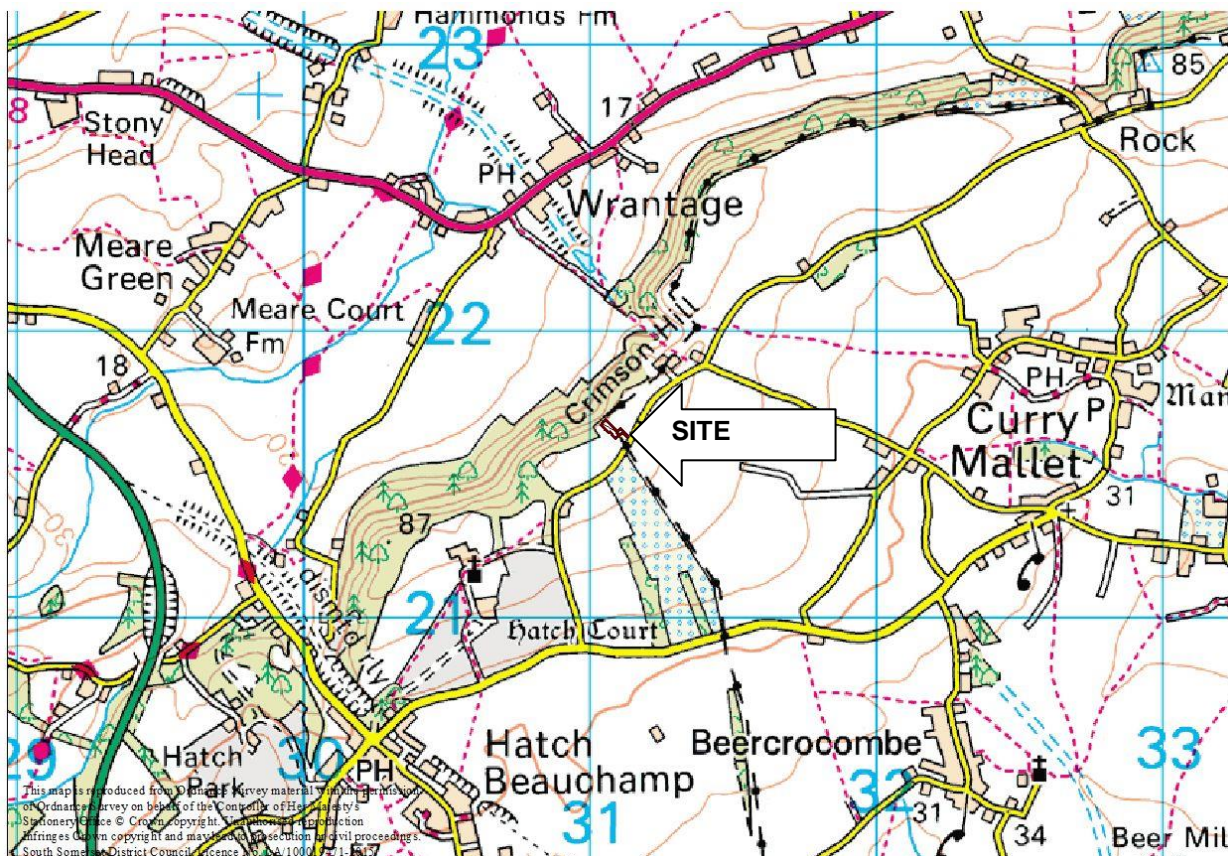 Hammonds Fm
23
85
8
Stony
Head
17
Rock
PH
Wrantage
Meare
Green
Meare Court
Fm
22
18
Crimson Hill
PH
P
Man
SITE
Curry
Mallet
31
87
21
Hatch Court
dismtd rly
Hatch
Park
PH
Hatch
Beauchamp
Beercrocombe
29
30
31
32
33
31
34
Beer Mil
This map is reproduced from Ordnance Survey material with the permission
of Ordnance Survey on behalf of the Controller of Her Majesty's
Stationery Office © Crown copyright. Unauthorised reproduction
infringes Crown copyright and may lead to prosecution or civil proceedings.
South Somerset District Council. Licence No.